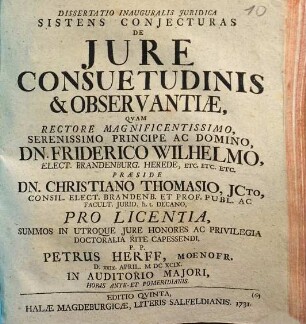 10
DISSERTATIO INAUGURALIS JURIDICA
SISTENS CONJECTURAS
DE
JURE
CONSUETUDINIS
& OBSERVANTIÆ,
QVAM
RECTORE MAGNIFICENTISSIMO,
SERENISSIMO PRINCIPE AC DOMINO,
DN. FRIDERICO WILHELMO,
ELECT. BRANDENBURG. HEREDE, ETC. ETC. ETC.
PRÆSIDE
DN. CHRISTIANO THOMASIO, JCto,
CONSIL. ELECT. BRANDENB. ET PROF. PUBL. AC
FACULT. JURID. h. t. DECANO,
PRO LICENTIA,
SUMMOS IN UTROQUE JURE HONORES AC PRIVILEGIA
DOCTORALIA RITE CAPESSENDI,
P. P.
PETRUS HERFF, MOENOFR.
D. XXIX. APRIL. M DC XCIX.
IN AUDITORIO MAJORI,
HORIS ANTE-ET POMERIDIANIS.
EDITIO QVINTA,
HALÆ MAGDEBURGICÆ, LITERIS SALFELDIANIS. 1731.